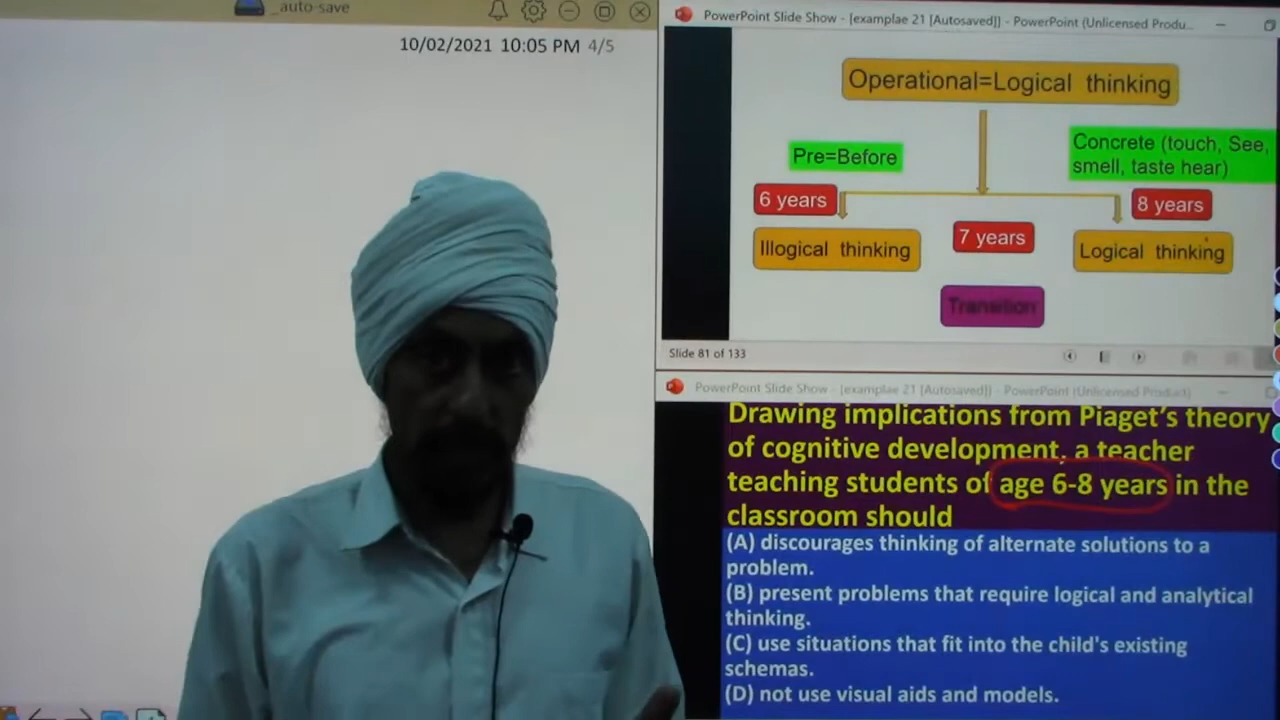 _auto-save
10/02/2021 10:05 PM 4/5
PowerPoint Slide Show - [examplae 21 [Autosaved]] - PowerPoint (Unlicensed Produ...
Operational=Logical thinking
Pre=Before
Concrete (touch, See,
smell, taste hear)
6 years
8 years
7 years
Illogical thinking
Logical thinking
Transition
Slide 81 of 133
PowerPoint Slide Show - [examplae 21 [Autosaved]] - PowerPoint (Unlicensed Product)
Drawing implications from Piaget's theory
of cognitive development, a teacher
teaching students of age 6-8 years in the
classroom should
(A) discourages thinking of alternate solutions to a
problem.
(B) present problems that require logical and analytical
thinking.
(C) use situations that fit into the child's existing
schemas.
(D) not use visual aids and models.